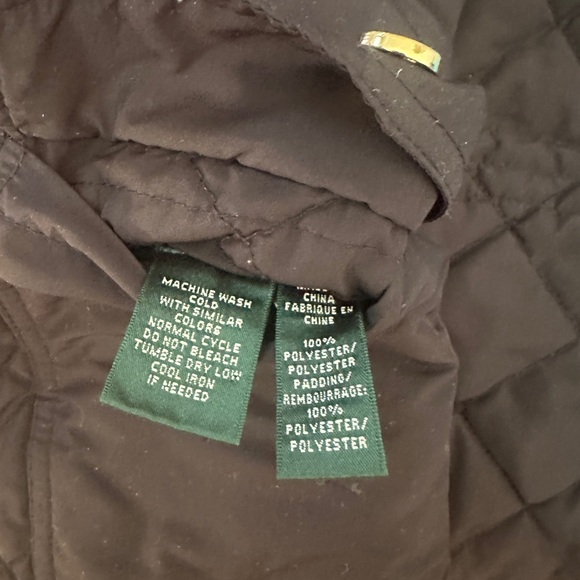 MACHINE WASH
COLD
WITH SIMILAR
COLORS
NORMAL CYCLE
DO NOT BLEACH
TUMBLE DRY LOW
COOL IRON
IF NEEDED
CHINA
FABRIQUE EN
CHINE
100%
POLYESTER/
POLYESTER
PADDING/
REMBOURRAGE:
100%
POLYESTER/
POLYESTER